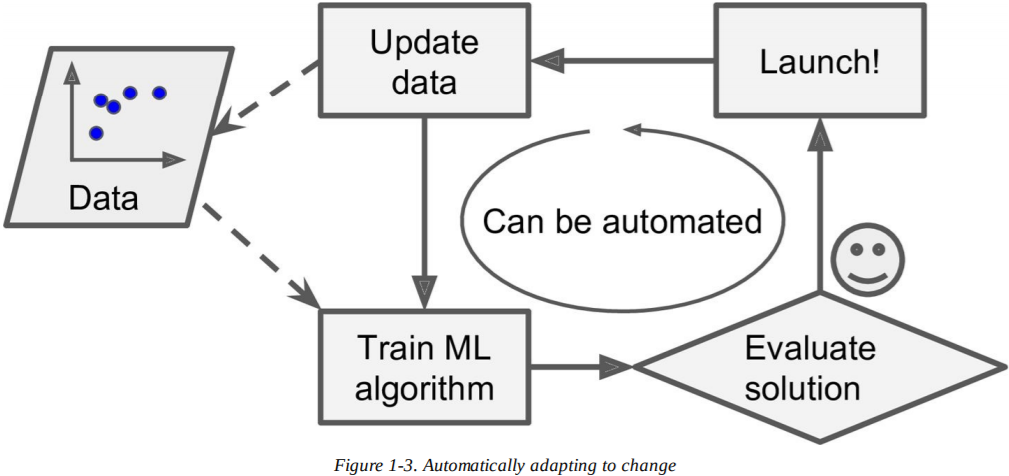 Update
data
Launch!
Data
Can be automated
Train ML
algorithm
Evaluate
solution
Figure 1-3. Automatically adapting to change